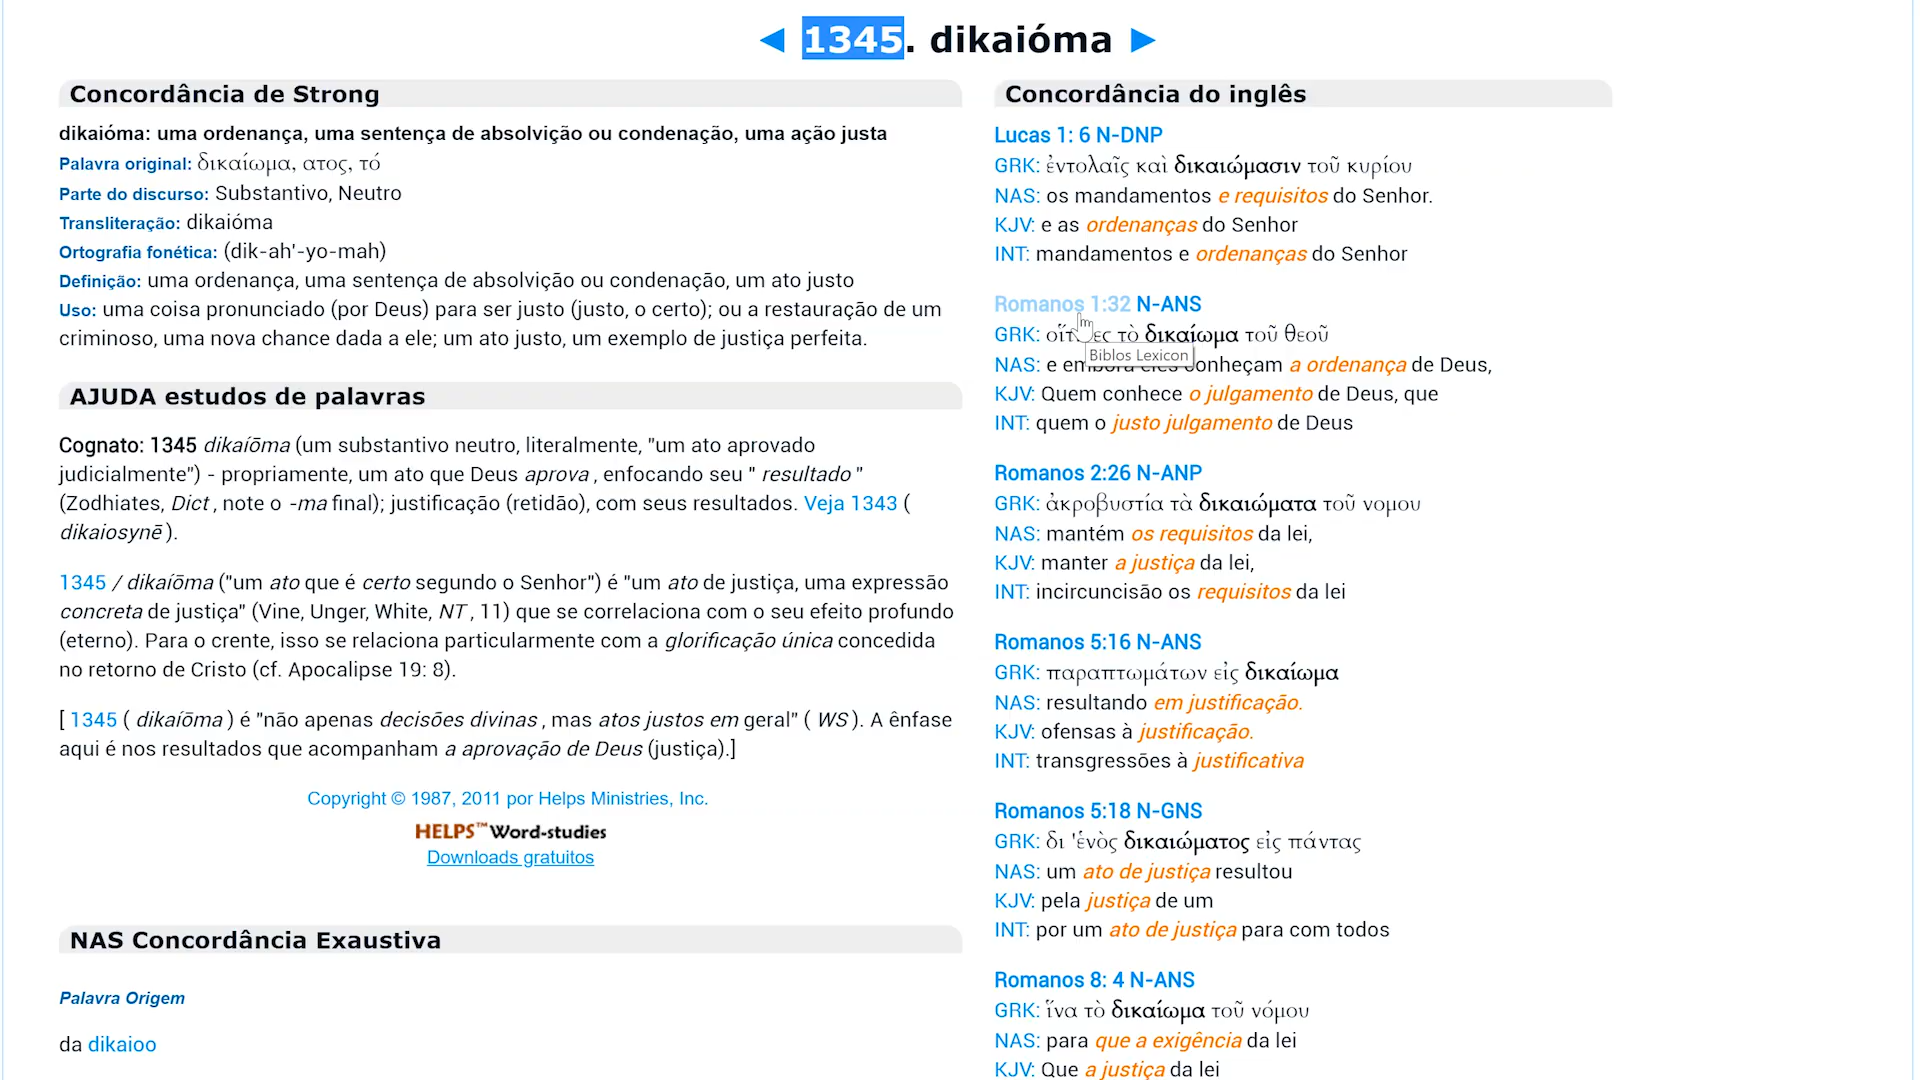 ◄ 1345. dikaióma ►
Concordância de Strong
dikaióma: uma ordenança, uma sentença de absolvição ou condenação, uma ação justa
Palavra original: δικαίωμα, ατος, τό
Parte do discurso: Substantivo, Neutro
Transliteração: dikaióma
Ortografia fonética: (dik-ah'-yo-mah)
Definição: uma ordenança, uma sentença de absolvição ou condenação, um ato justo
Uso: uma coisa pronunciado (por Deus) para ser justo (justo, o certo); ou a restauração de um
criminoso, uma nova chance dada a ele; um ato justo, um exemplo de justiça perfeita.
AJUDA estudos de palavras
Cognato: 1345 dikaíōma (um substantivo neutro, literalmente, "um ato aprovado
judicialmente") - propriamente, um ato que Deus aprova , enfocando seu " resultado "
(Zodhiates, Dict , note o -ma final); justificação (retidão), com seus resultados. Veja 1343 (
dikaiosynē ).
1345 / dikaíōma ("um ato que é certo segundo o Senhor") é "um ato de justiça, uma expressão
concreta de justiça" (Vine, Unger, White, NT , 11) que se correlaciona com o seu efeito profundo
(eterno). Para o crente, isso se relaciona particularmente com a glorificação única concedida
no retorno de Cristo (cf. Apocalipse 19: 8).
[ 1345 ( dikaíōma ) é "não apenas decisões divinas , mas atos justos em geral" ( WS ). A ênfase
aqui é nos resultados que acompanham a aprovação de Deus (justiça).]
Copyright © 1987, 2011 por Helps Ministries, Inc.
HELPS™ Word-studies
Downloads gratuitos
NAS Concordância Exaustiva
Palavra Origem
da dikaioo
Concordância do inglês
Lucas 1: 6 N-DNP
GRK: ἐντολαῖς καὶ δικαιώμασιν τοῦ κυρίου
NAS: os mandamentos e requisitos do Senhor.
KJV: e as ordenanças do Senhor
INT: mandamentos e ordenanças do Senhor
Romanos 1:32 N-ANS
GRK: τὸ δικαίωμα τοῦ θεοῦ
Biblos Lexicon
NAS: e embora eles conheçam a ordenança de Deus,
KJV: Quem conhece o julgamento de Deus, que
INT: quem o justo julgamento de Deus
Romanos 2:26 N-ANP
GRK: ἀκροβυστία τὰ δικαιώματα τοῦ νομου
NAS: mantém os requisitos da lei,
KJV: manter a justiça da lei,
INT: incircuncisão os requisitos da lei
Romanos 5:16 N-ANS
GRK: παραπτωμάτων εἰς δικαίωμα
NAS: resultando em justificação.
KJV: ofensas à justificação.
INT: transgressões à justificativa
Romanos 5:18 N-GNS
GRK: δι 'ἑνὸς δικαιώματος εἰς πάντας
NAS: um ato de justiça resultou
KJV: pela justiça de um
INT: por um ato de justiça para com todos
Romanos 8: 4 N-ANS
GRK: ἵνα τὸ δικαίωμα τοῦ νόμου
NAS: para que a exigência da lei
KJV: Que a justiça da lei